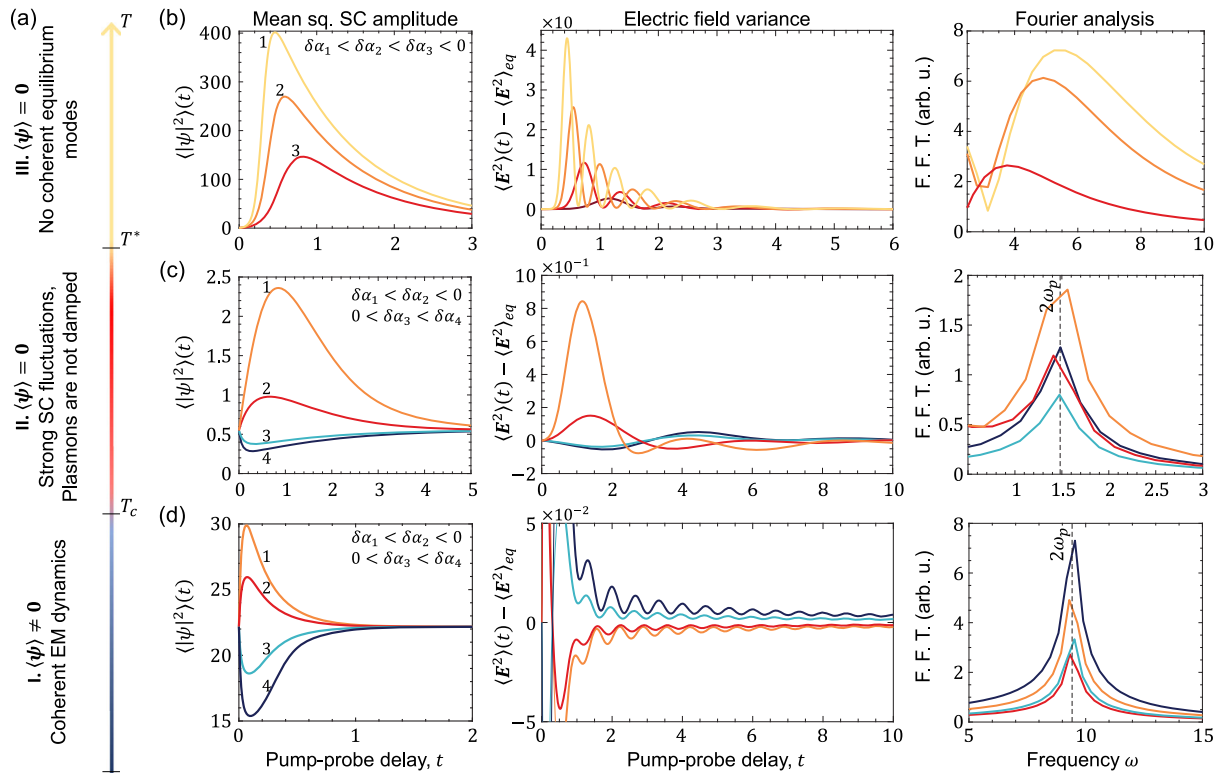 (a)
T
III. ⟨ψ⟩ = 0
No coherent equilibrium
modes
T*
II. ⟨ψ⟩ = 0
Strong SC fluctuations,
Plasmons are not damped
T_c
I. ⟨ψ⟩ ≠ 0
Coherent EM dynamics
(b)
Mean sq. SC amplitude
⟨|ψ|²⟩(t)
400
300
200
100
0
1
2
3
δα₁ < δα₂ < δα₃ < 0
0 1 2 3
Electric field variance
×10⁻²
⟨E²⟩(t) − ⟨E²⟩eq
4
2
0
0 1 2 3 4 5 6
Fourier analysis
F. F. T. (arb. u.)
8
6
4
2
0
4 6 8 10
(c)
⟨|ψ|²⟩(t)
2.5
2.0
1.5
1.0
0.5
0
1
2
3
4
δα₁ < δα₂ < 0
0 < δα₃ < δα₄
0 1 2 3 4 5
×10⁻¹
⟨E²⟩(t) − ⟨E²⟩eq
10
8
6
4
2
0
−2
0 2 4 6 8 10
F. F. T. (arb. u.)
2
1.5
1
0.5
0
2ωₚ
1 1.5 2 2.5 3
(d)
⟨|ψ|²⟩(t)
30
25
20
15
1
2
3
4
δα₁ < δα₂ < 0
0 < δα₃ < δα₄
0 1 2
Pump-probe delay, t
×10⁻²
⟨E²⟩(t) − ⟨E²⟩eq
5
0
−5
0 2 4 6 8 10
Pump-probe delay, t
F. F. T. (arb. u.)
8
6
4
2
0
2ωₚ
5 10 15
Frequency ω